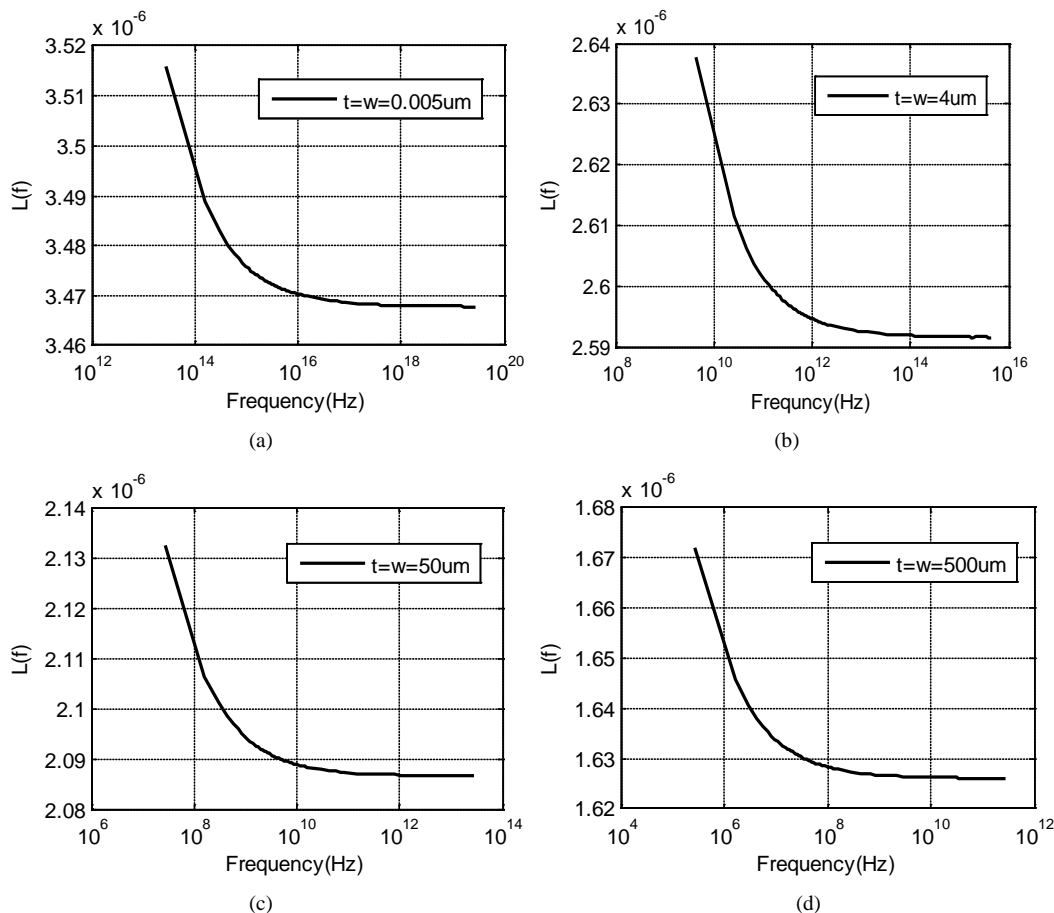 x 10^-6
3.52
3.51
3.5
3.49
3.48
3.47
3.46
L(f)
t=w=0.005um
10^12 10^14 10^16 10^18 10^20
Frequency(Hz)
(a)
x 10^-6
2.64
2.63
2.62
2.61
2.6
2.59
L(f)
t=w=4um
10^8 10^10 10^12 10^14 10^16
Frequncy(Hz)
(b)
x 10^-6
2.14
2.13
2.12
2.11
2.1
2.09
2.08
L(f)
t=w=50um
10^6 10^8 10^10 10^12 10^14
Frequency(Hz)
(c)
x 10^-6
1.68
1.67
1.66
1.65
1.64
1.63
1.62
L(f)
t=w=500um
10^4 10^6 10^8 10^10 10^12
Frequency(Hz)
(d)